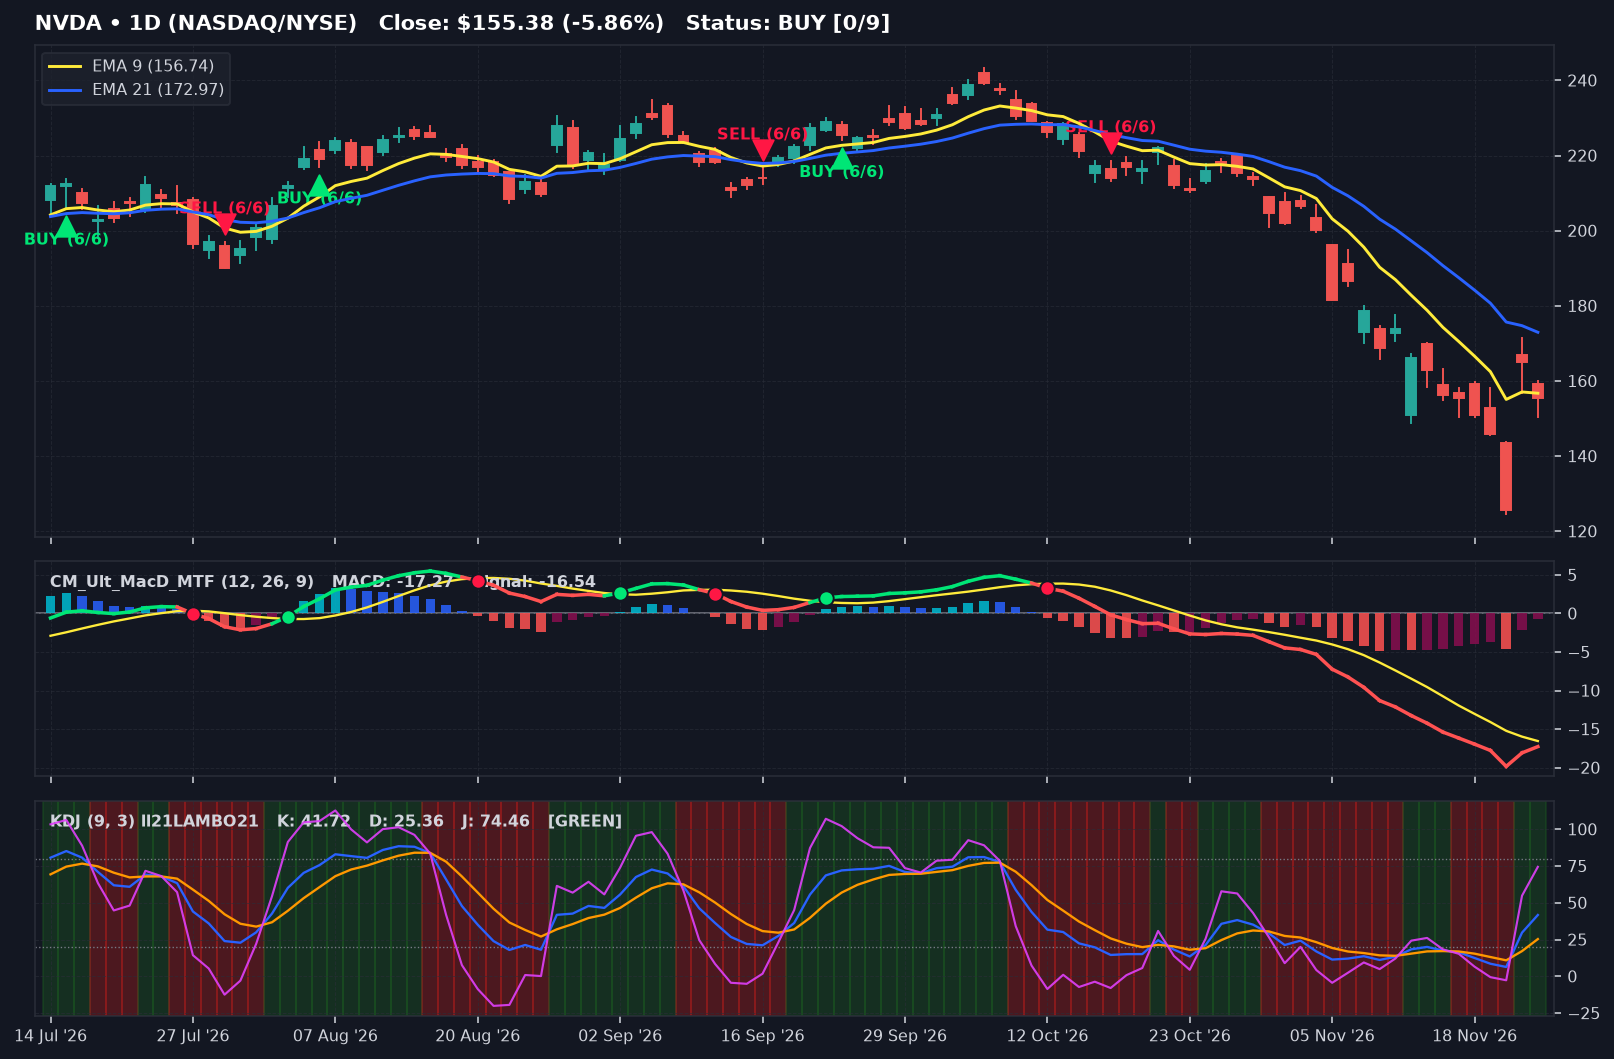 NVDA • 1D (NASDAQ/NYSE)   Close: $155.38 (-5.86%)   Status: BUY [0/9]
EMA 9 (156.74)
EMA 21 (172.97)
240
220
200
180
160
140
120
BUY (6/6)
SELL (6/6)
BUY (6/6)
SELL (6/6)
BUY (6/6)
SELL (6/6)
CM_Ult_MacD_MTF (12, 26, 9)   MACD: -17.27   Signal: -16.54
5
0
−5
−10
−15
−20
KDJ (9, 3) II21LAMBO21   K: 41.72   D: 25.36   J: 74.46   [GREEN]
100
75
50
25
0
−25
14 Jul '26
27 Jul '26
07 Aug '26
20 Aug '26
02 Sep '26
16 Sep '26
29 Sep '26
12 Oct '26
23 Oct '26
05 Nov '26
18 Nov '26